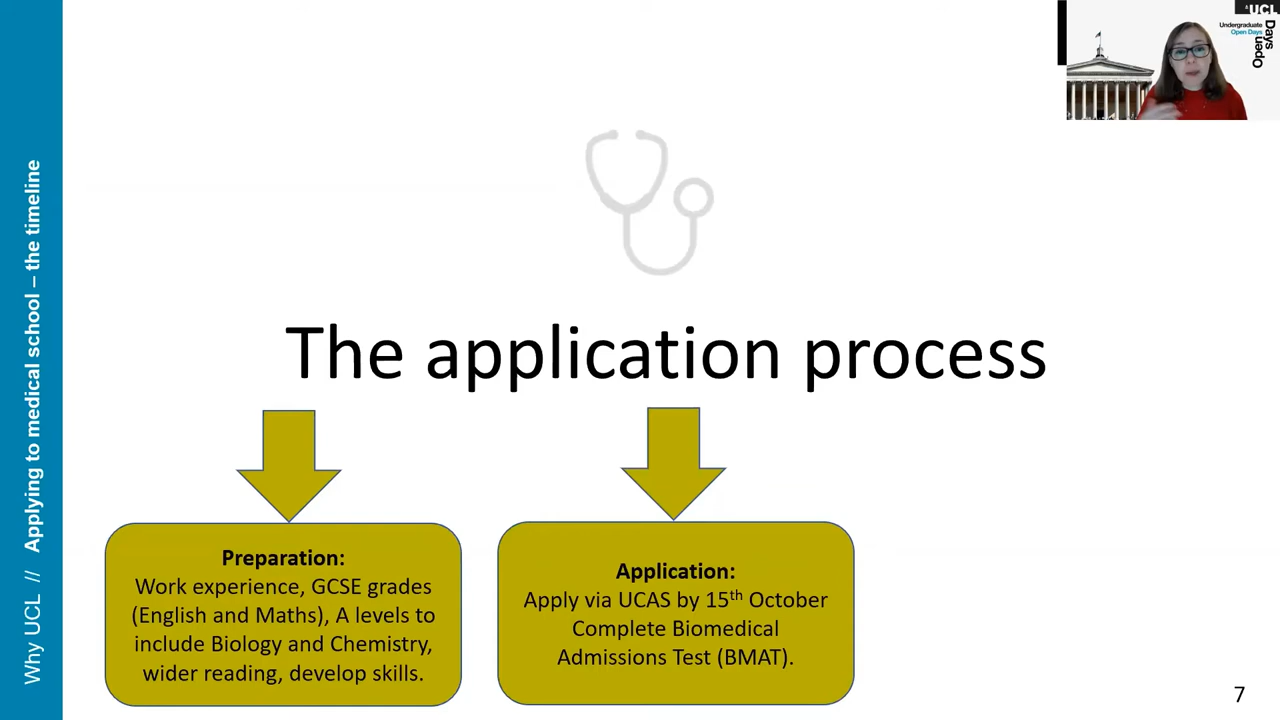 UCL
Undergraduate
Open Days
Open
Days
Why UCL // Applying to medical school – the timeline
The application process
Preparation:
Work experience, GCSE grades
(English and Maths), A levels to
include Biology and Chemistry,
wider reading, develop skills.
Application:
Apply via UCAS by 15th October
Complete Biomedical
Admissions Test (BMAT).
7